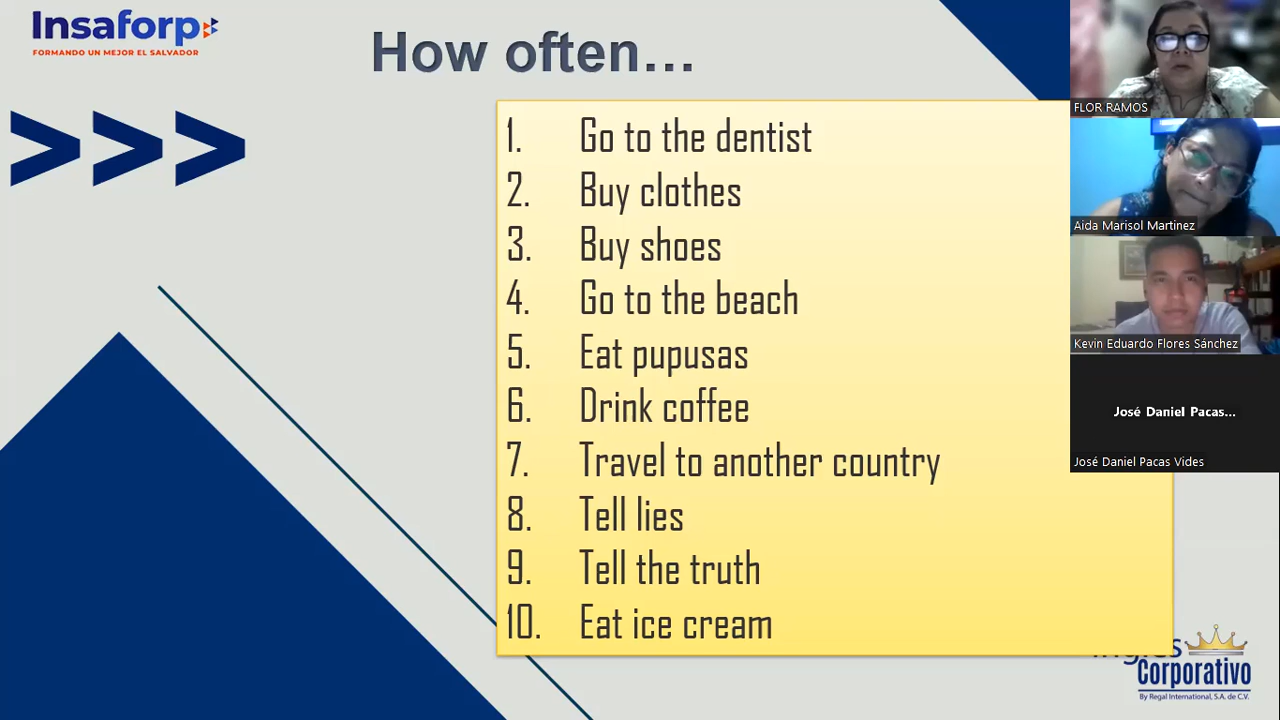 Insaforp
FORMANDO UN MEJOR EL SALVADOR
How often...
>>>
1. Go to the dentist
2. Buy clothes
3. Buy shoes
4. Go to the beach
5. Eat pupusas
6. Drink coffee
7. Travel to another country
8. Tell lies
9. Tell the truth
10. Eat ice cream
FLOR RAMOS
Aida Marisol Martinez
Kevin Eduardo Flores Sánchez
José Daniel Pacas...
José Daniel Pacas Vides
Corporativo
By Regal International, S.A. de C.V.